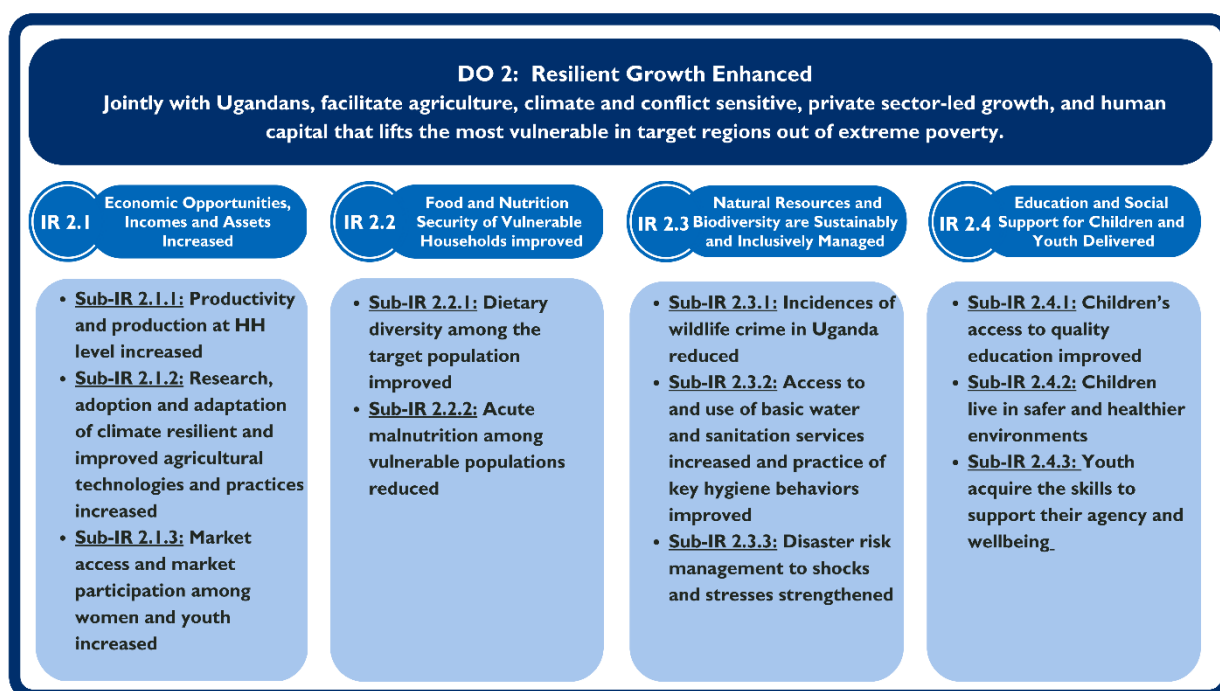 DO 2: Resilient Growth Enhanced
Jointly with Ugandans, facilitate agriculture, climate and conflict sensitive, private sector-led growth, and human
capital that lifts the most vulnerable in target regions out of extreme poverty.
IR 2.1
Economic Opportunities,
Incomes and Assets
Increased
• Sub-IR 2.1.1: Productivity
and production at HH
level increased
• Sub-IR 2.1.2: Research,
adoption and adaptation
of climate resilient and
improved agricultural
technologies and practices
increased
• Sub-IR 2.1.3: Market
access and market
participation among
women and youth
increased
IR 2.2
Food and Nutrition
Security of Vulnerable
Households improved
• Sub-IR 2.2.1: Dietary
diversity among the
target population
improved
• Sub-IR 2.2.2: Acute
malnutrition among
vulnerable populations
reduced
IR 2.3
Natural Resources and
Biodiversity are Sustainably
and Inclusively Managed
• Sub-IR 2.3.1: Incidences of
wildlife crime in Uganda
reduced
• Sub-IR 2.3.2: Access to
and use of basic water
and sanitation services
increased and practice of
key hygiene behaviors
improved
• Sub-IR 2.3.3: Disaster risk
management to shocks
and stresses strengthened
IR 2.4
Education and Social
Support for Children and
Youth Delivered
• Sub-IR 2.4.1: Children's
access to quality
education improved
• Sub-IR 2.4.2: Children
live in safer and healthier
environments
• Sub-IR 2.4.3: Youth
acquire the skills to
support their agency and
wellbeing